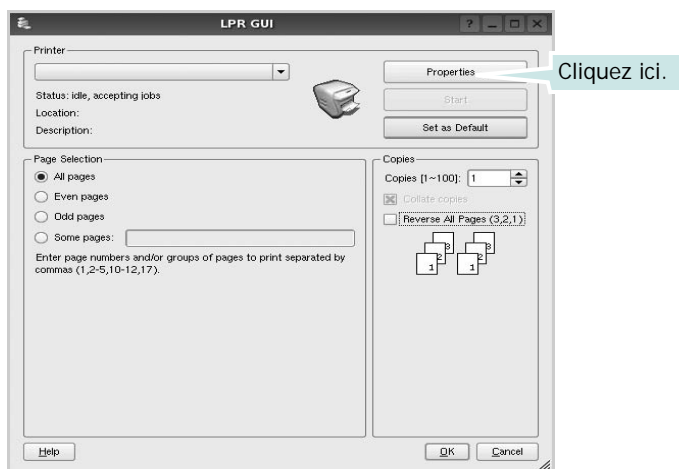 LPR GUI
Printer
Properties
Cliquez ici.
Status: idle, accepting jobs
Start
Location:
Description:
Set as Default
Page Selection
All pages
Even pages
Odd pages
Some pages:
Enter page numbers and/or groups of pages to print separated by
commas (1,2-5,10-12,17).
Copies
Copies [1~100]: 1
Collate copies
Reverse All Pages (3,2,1)
3 3
2 2
1 1
Help
OK
Cancel